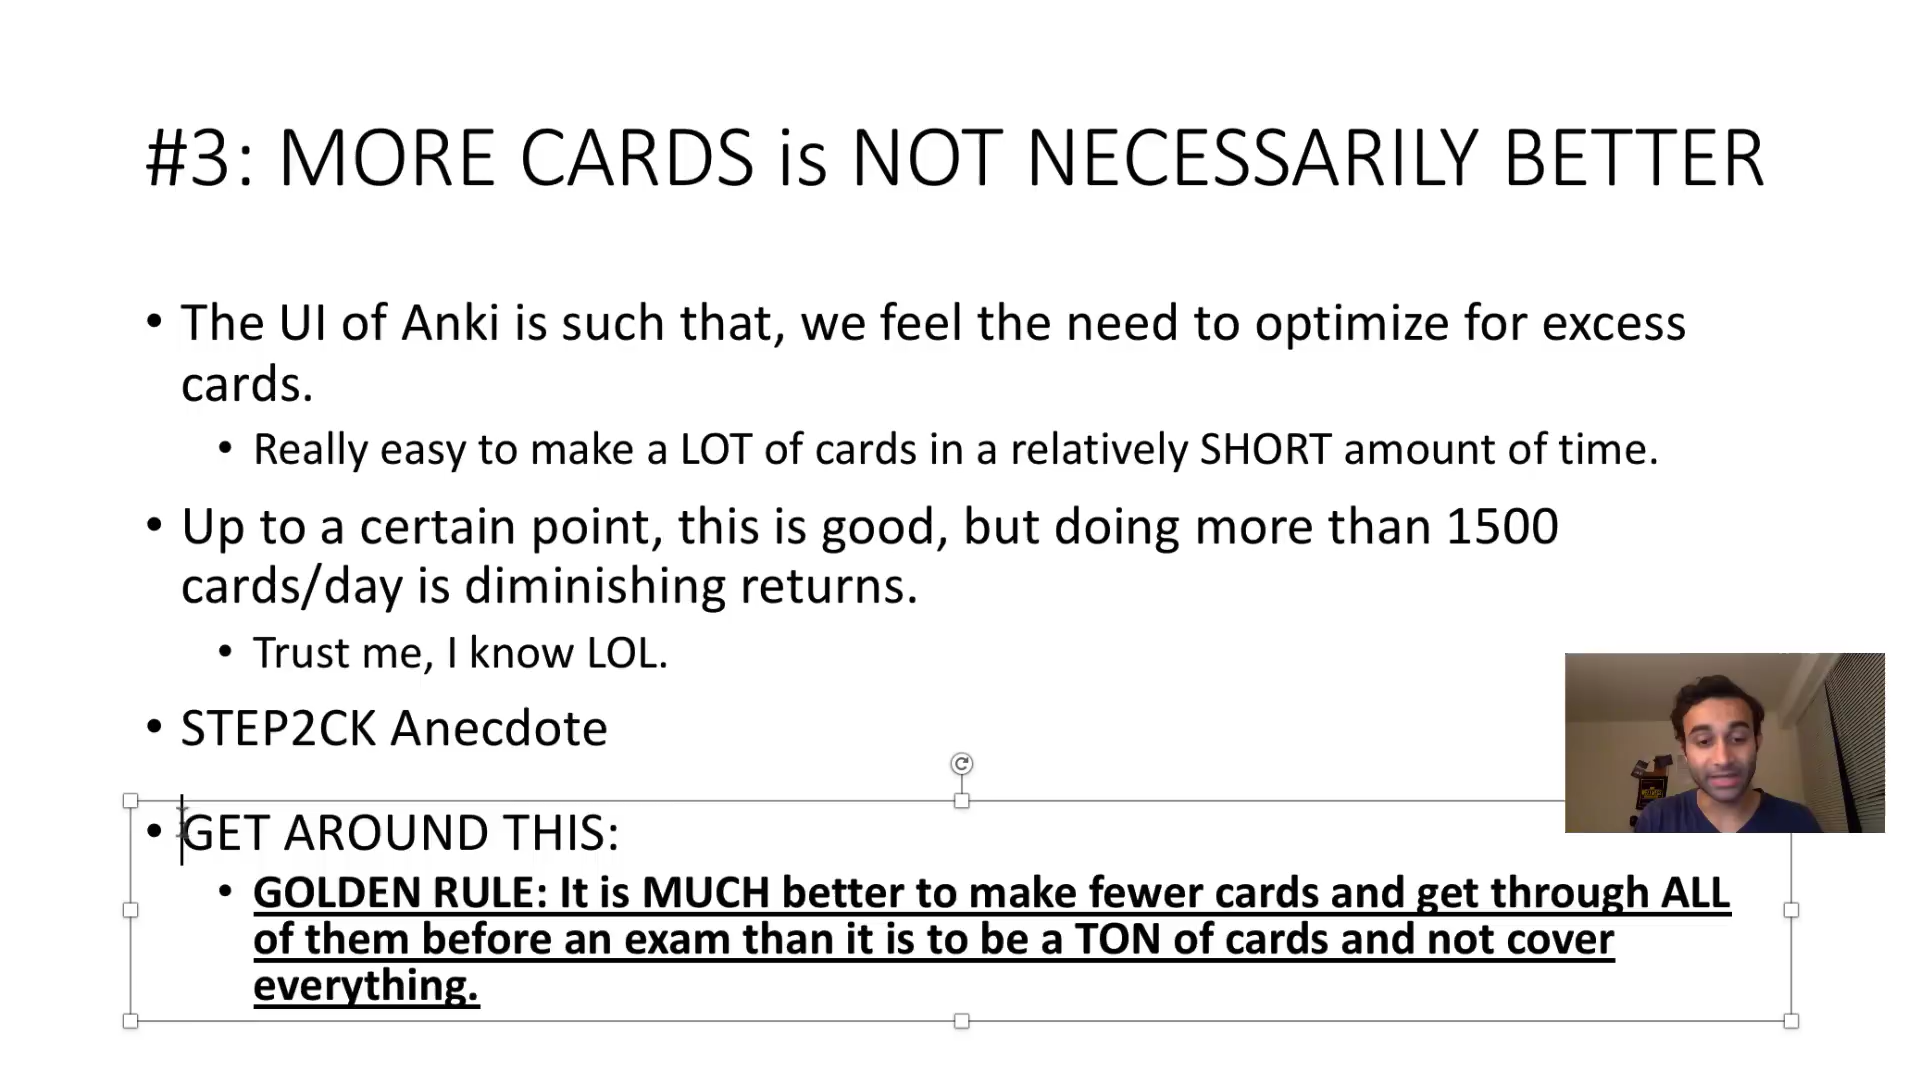 #3: MORE CARDS is NOT NECESSARILY BETTER
• The UI of Anki is such that, we feel the need to optimize for excess
cards.
• Really easy to make a LOT of cards in a relatively SHORT amount of time.
• Up to a certain point, this is good, but doing more than 1500
cards/day is diminishing returns.
• Trust me, I know LOL.
• STEP2CK Anecdote
• GET AROUND THIS:
• GOLDEN RULE: It is MUCH better to make fewer cards and get through ALL
of them before an exam than it is to be a TON of cards and not cover
everything.